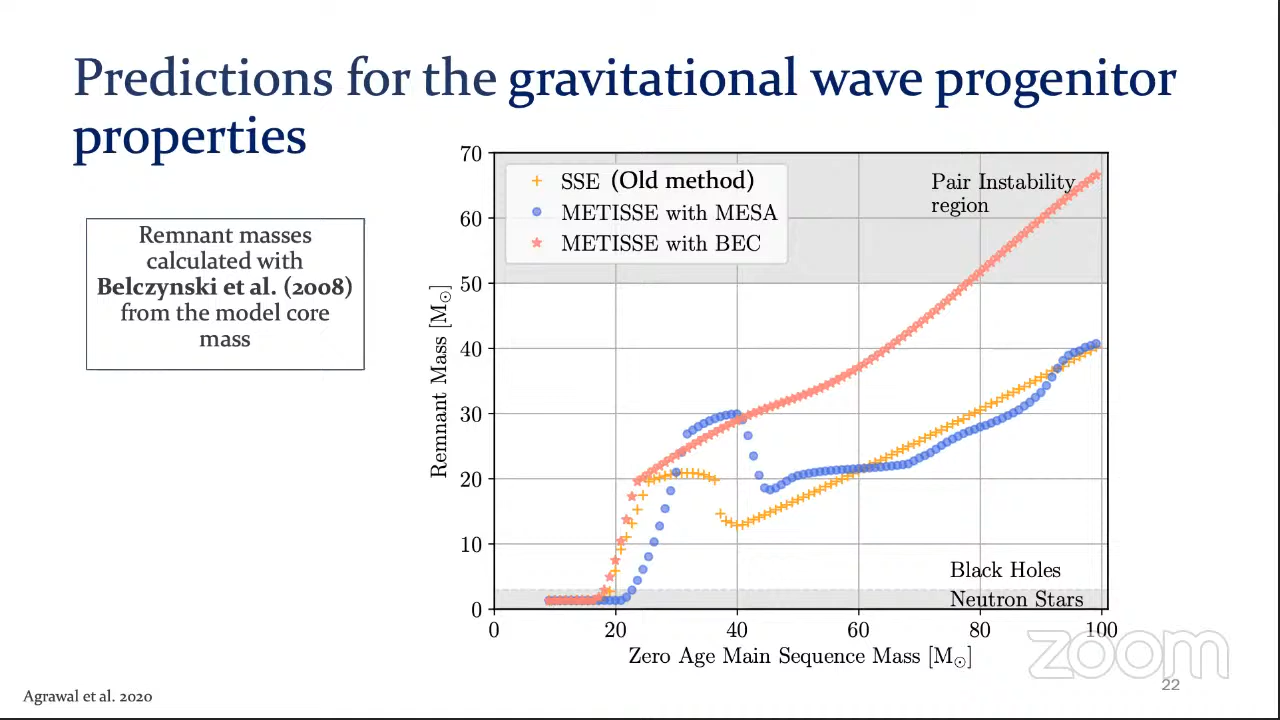 Predictions for the gravitational wave progenitor
properties
Remnant masses
calculated with
Belczynski et al. (2008)
from the model core
mass
SSE (Old method)
METISSE with MESA
METISSE with BEC
Pair Instability
region
Black Holes
Neutron Stars
Remnant Mass [M⊙]
70
60
50
40
30
20
10
0
0 20 40 60 80 100
Zero Age Main Sequence Mass [M⊙]
zoom
22
Agrawal et al. 2020